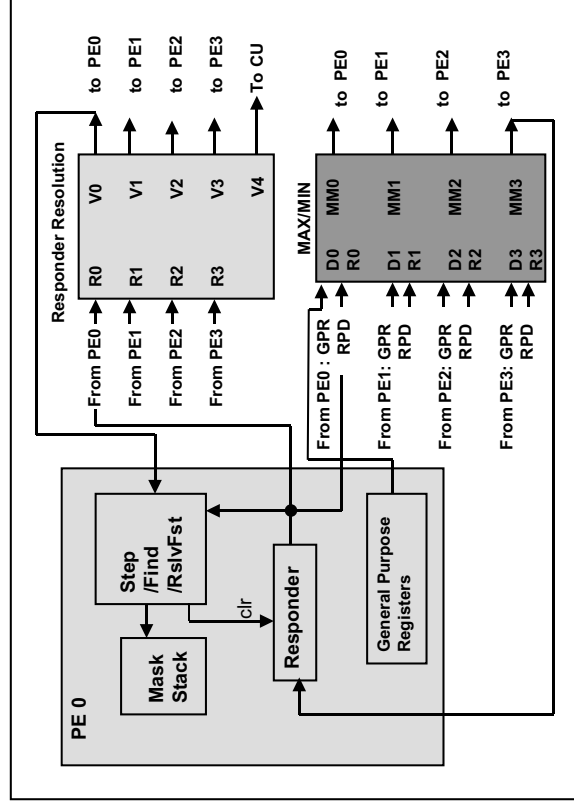 PE 0
Mask
Stack
Step
/Find
/RslvFst
clr
Responder
General Purpose
Registers
Responder Resolution
From PE0
From PE1
From PE2
From PE3
R0
R1
R2
R3
V0
V1
V2
V3
V4
to PE0
to PE1
to PE2
to PE3
To CU
MAX/MIN
From PE0 : GPR
RPD
From PE1: GPR
RPD
From PE2: GPR
RPD
From PE3: GPR
RPD
D0
R0
D1
R1
D2
R2
D3
R3
MM0
MM1
MM2
MM3
to PE0
to PE1
to PE2
to PE3